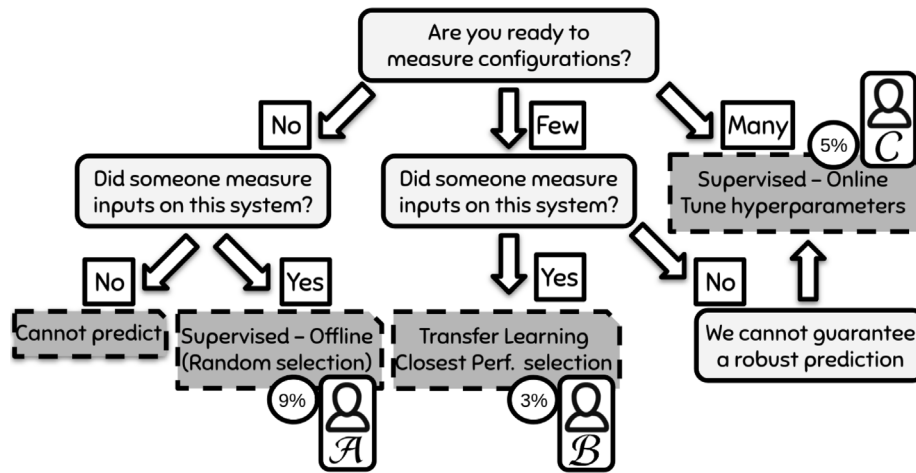 Are you ready to
measure configurations?
No
Few
Many
5%
C
Did someone measure
inputs on this system?
Did someone measure
inputs on this system?
Supervised – Online
Tune hyperparameters
No
Yes
Yes
No
Cannot predict
Supervised – Offline
(Random selection)
Transfer Learning
Closest Perf. selection
We cannot guarantee
a robust prediction
9%
A
3%
B